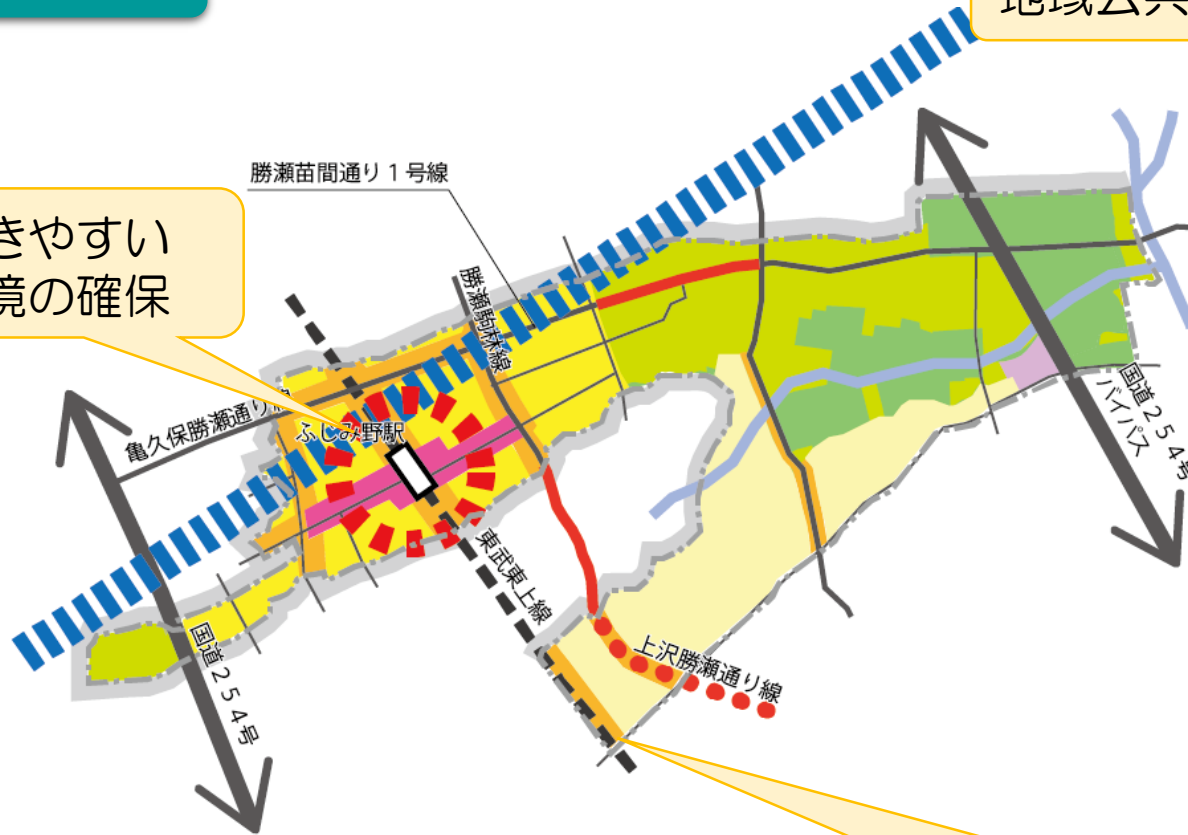 地域公共
勝瀬苗間通り1号線
きやすい
境の確保
勝瀬駒林線
亀久保勝瀬通り線
ふじみ野駅
国道254号
バイパス
東武東上線
上沢勝瀬通り線
国道254号